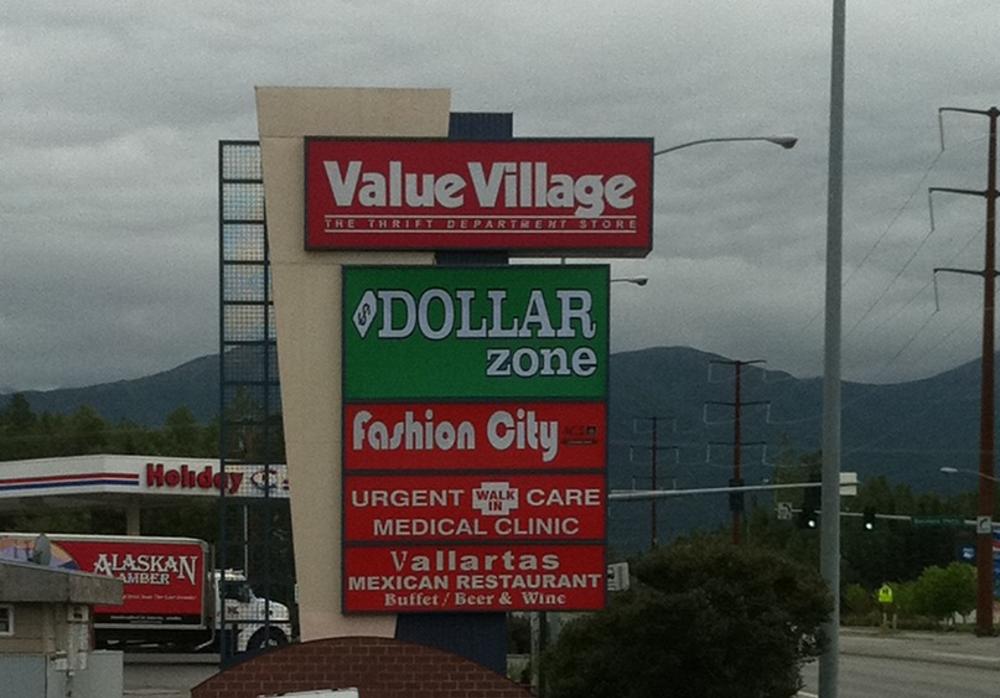 Value Village
THE THRIFT DEPARTMENT STORE
DOLLAR
zone
Fashion City
URGENT WALK IN CARE
MEDICAL CLINIC
Vallartas
MEXICAN RESTAURANT
Buffet / Beer & Wine
Holiday
ALASKAN
AMBER